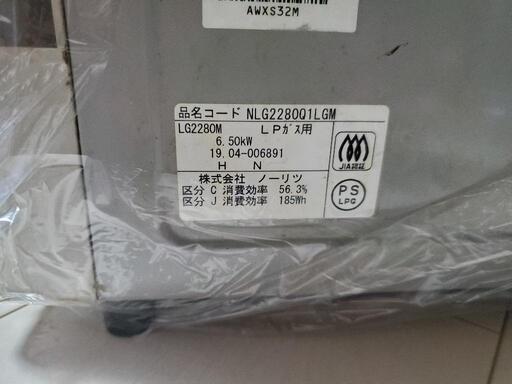 AWXS32M
品名コード NLG2280Q1LGM
LG2280M LPガス用
6.50kW
19.04-006891
H N
株式会社 ノーリツ
区分 C 消費効率 56.3%
区分 J 消費効率 185Wh
JIA認証
PS
LPG